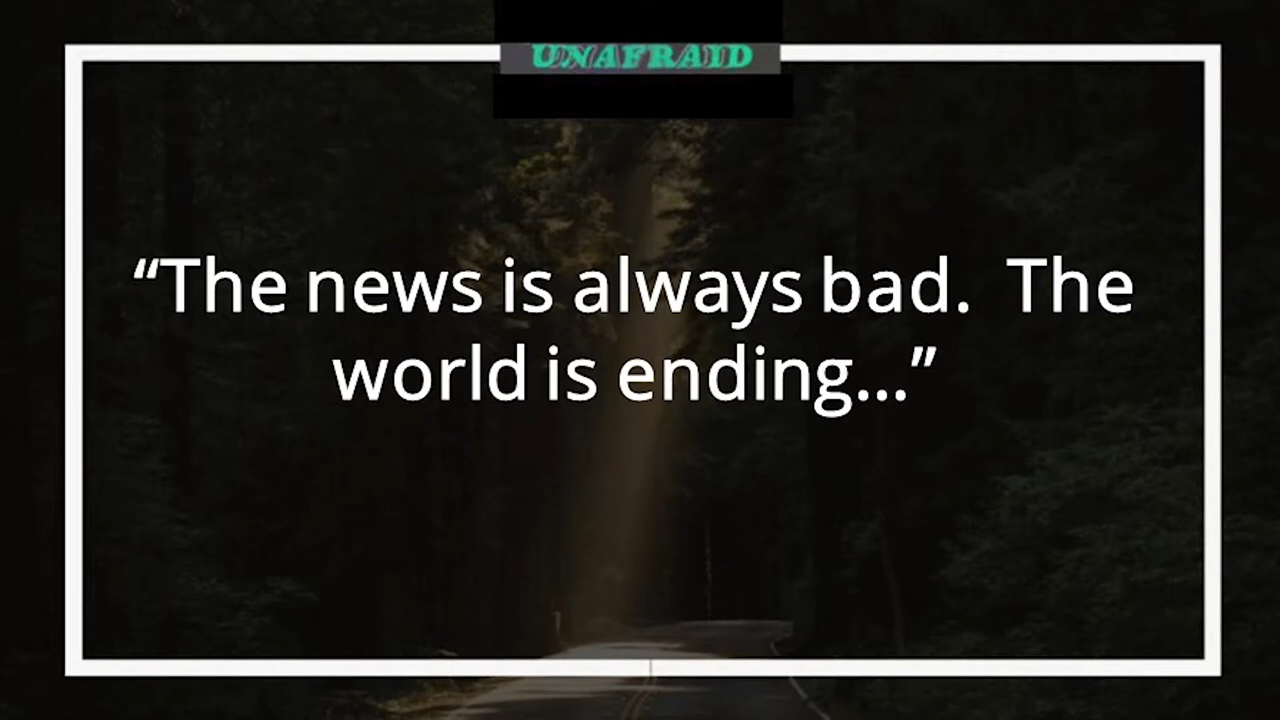 UNAFRAID
“The news is always bad.  The
world is ending...”